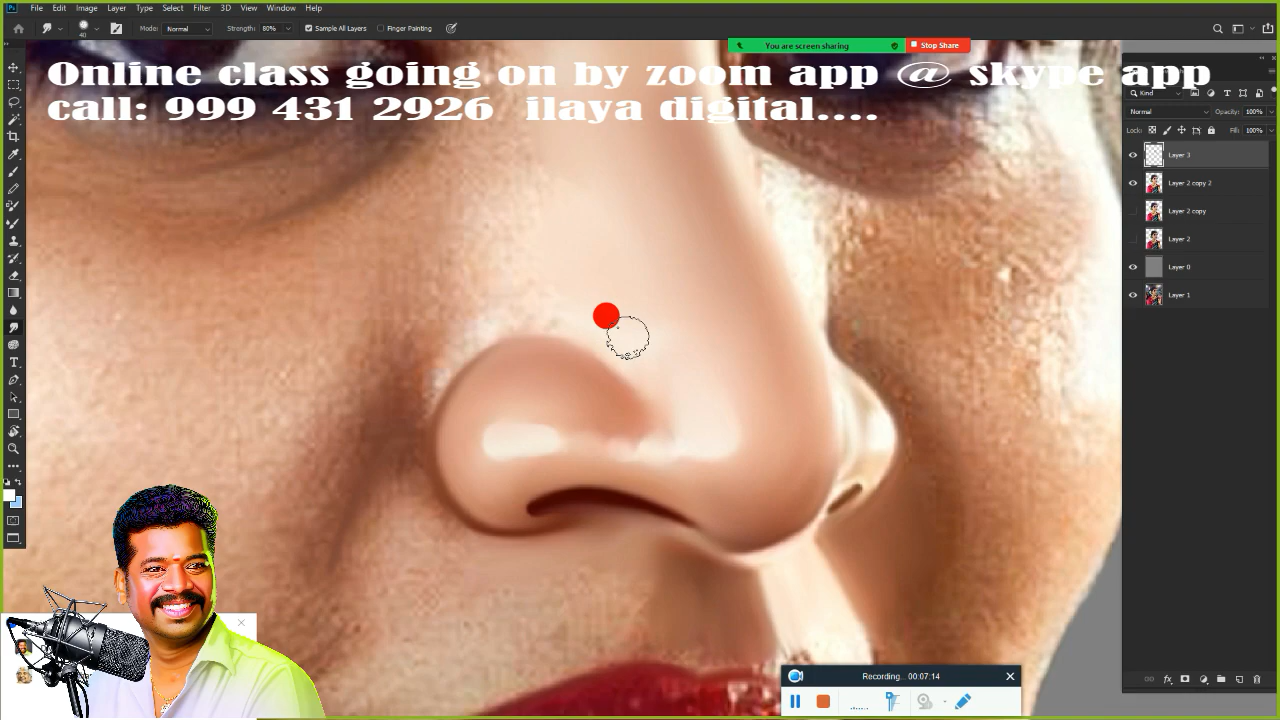 File Edit Image Layer Type Select Filter 3D View Window Help
40 Mode: Normal Strength: 80% Sample All Layers Finger Painting
You are screen sharing Stop Share
Online class going on by zoom app @ skype app
call: 999 431 2926 ilaya digital....
Kind
Normal Opacity: 100%
Lock: Fill: 100%
Layer 3
Layer 2 copy 2
Layer 2 copy
Layer 2
Layer 0
Layer 1
Recording... 00:07:14